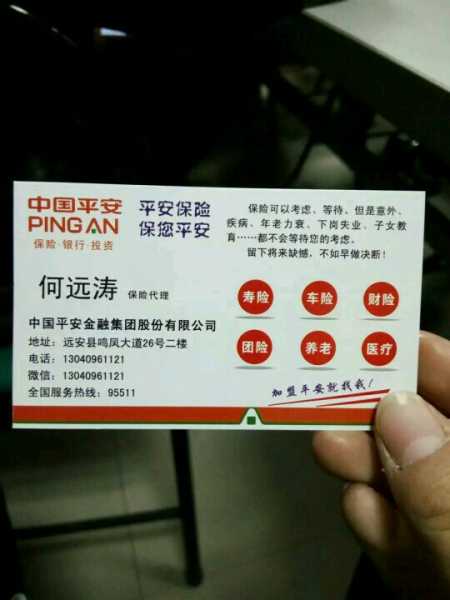 中国平安
PINGAN
保险·银行·投资
平安保险
保您平安
保险可以考虑、等待、但是意外、
疾病、年老力衰、下岗失业、子女教
育……都不会等待您的考虑。
留下将来缺憾，不如早做决断！
何远涛 保险代理
中国平安金融集团股份有限公司
地址：远安县鸣凤大道26号二楼
电话：13040961121
微信：13040961121
全国服务热线：95511
寿险 车险 财险
团险 养老 医疗
加盟平安就找我！